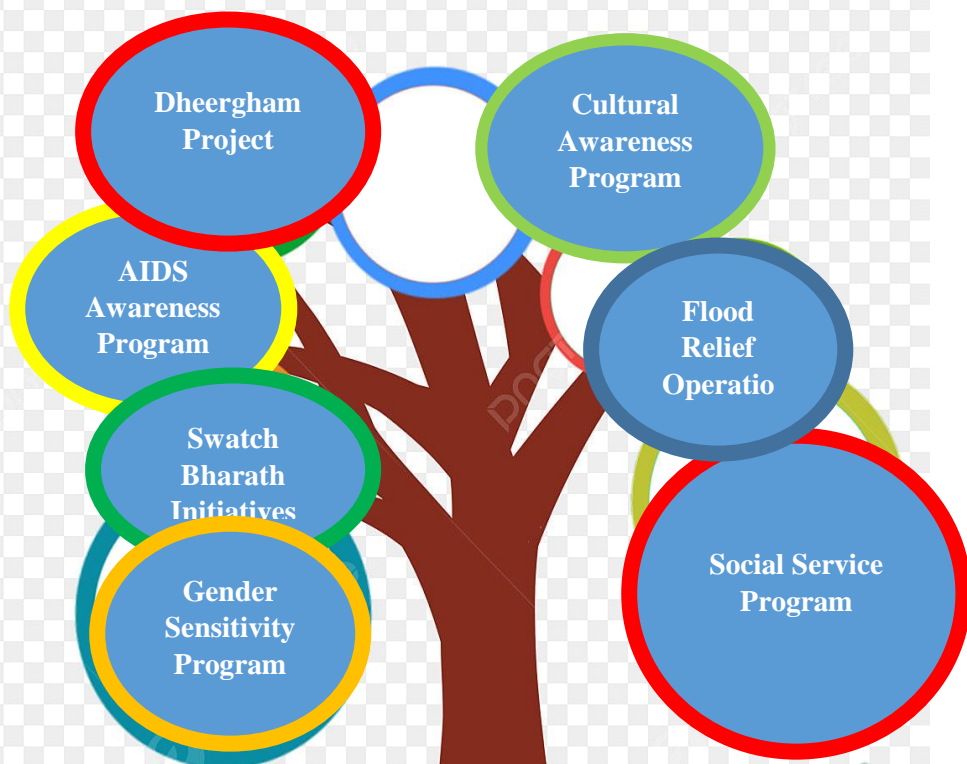 Dheergham
Project
Cultural
Awareness
Program
AIDS
Awareness
Program
Flood
Relief
Operatio
Swatch
Bharath
Initiatives
Social Service
Program
Gender
Sensitivity
Program